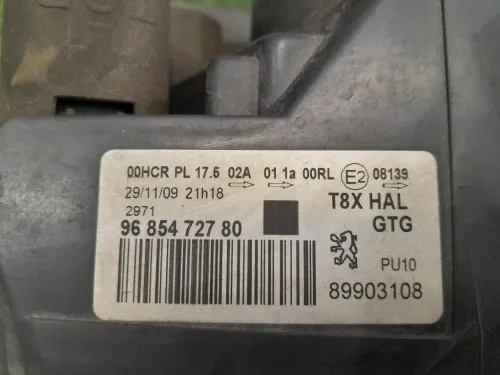 00HCR PL 17.5 02A 01 1a 00RL E2 08139
29/11/09 21h18
2971
T8X HAL
96 854 727 80
GTG
PU10
89903108